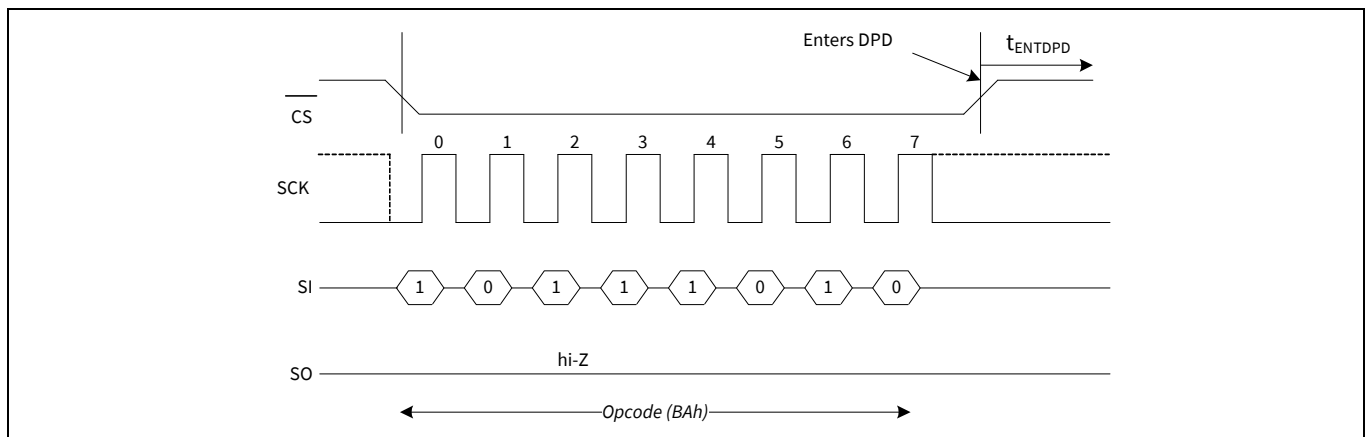 Enters DPD
tENTDPD
CS
0 1 2 3 4 5 6 7
SCK
SI 1 0 1 1 1 0 1 0
hi-Z
SO
Opcode (BAh)